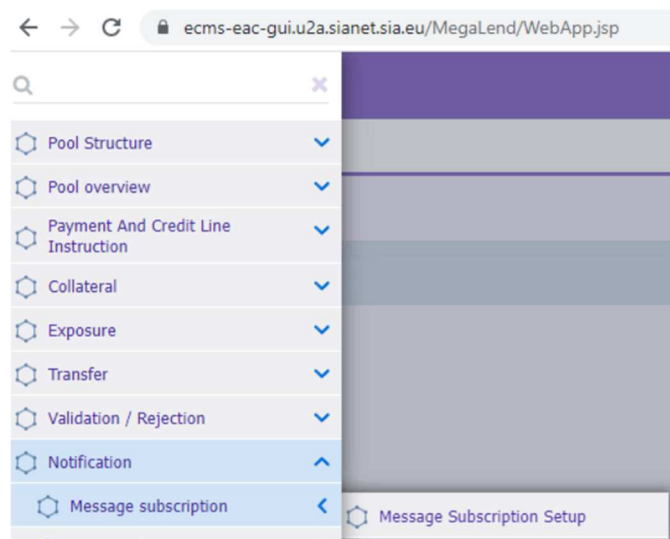 ecms-eac-gui.u2a.sianet.sia.eu/MegaLend/WebApp.jsp
Pool Structure
Pool overview
Payment And Credit Line
Instruction
Collateral
Exposure
Transfer
Validation / Rejection
Notification
Message subscription
Message Subscription Setup